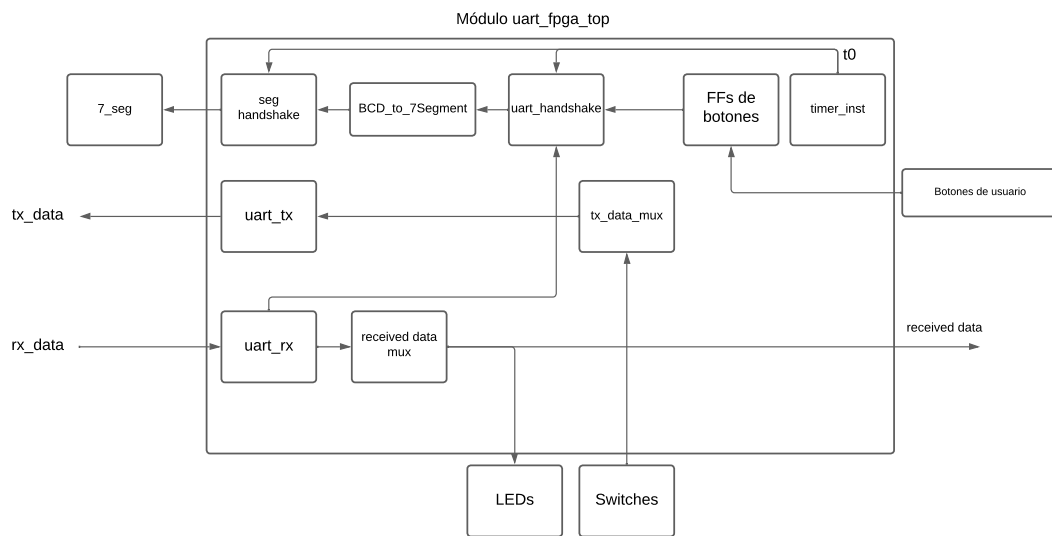 Módulo uart_fpga_top
t0
7_seg
seg
handshake
BCD_to_7Segment
uart_handshake
FFs de
botones
timer_inst
Botones de usuario
tx_data
uart_tx
tx_data_mux
rx_data
uart_rx
received data
mux
received data
LEDs
Switches